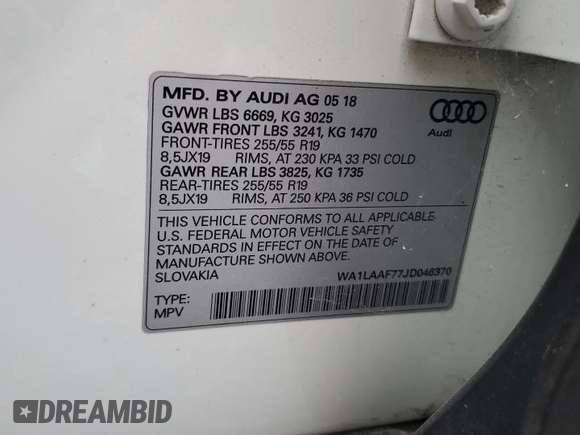 MFD. BY AUDI AG 05 18
GVWR LBS 6669, KG 3025
GAWR FRONT LBS 3241, KG 1470
FRONT-TIRES 255/55 R19
8,5JX19 RIMS, AT 230 KPA 33 PSI COLD
GAWR REAR LBS 3825, KG 1735
REAR-TIRES 255/55 R19
8,5JX19 RIMS, AT 250 KPA 36 PSI COLD
Audi
THIS VEHICLE CONFORMS TO ALL APPLICABLE
U.S. FEDERAL MOTOR VEHICLE SAFETY
STANDARDS IN EFFECT ON THE DATE OF
MANUFACTURE SHOWN ABOVE.
SLOVAKIA WA1LAAF77JD046370
TYPE:
MPV
DREAMBID